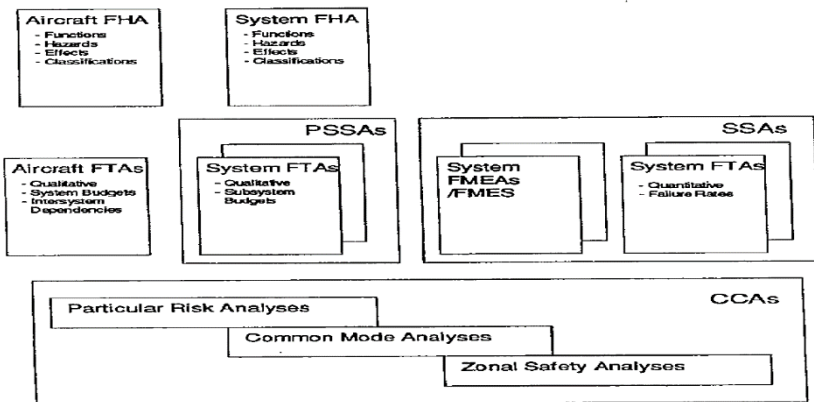 Aircraft FHA
- Functions
- Hazards
- Effects
- Classifications
System FHA
- Functions
- Hazards
- Effects
- Classifications
PSSAs
SSAs
Aircraft FTAs
- Qualitative
- System Budgets
- Intersystem
Dependencies
System FTAs
- Qualitative
- Subsystem
Budgets
System
FMEAs
/FMES
System FTAs
- Quantitative
- Failure Rates
CCAs
Particular Risk Analyses
Common Mode Analyses
Zonal Safety Analyses